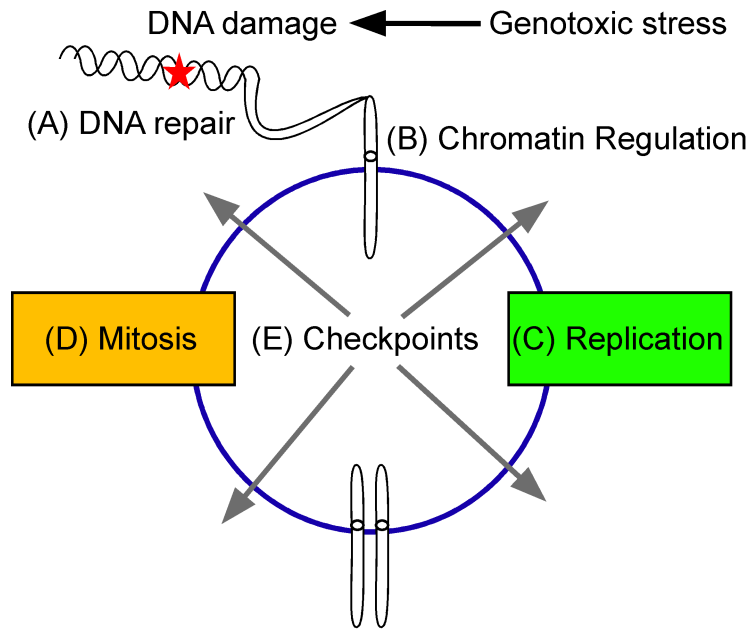 DNA damage
Genotoxic stress
(A) DNA repair
(B) Chromatin Regulation
(D) Mitosis
(E) Checkpoints
(C) Replication